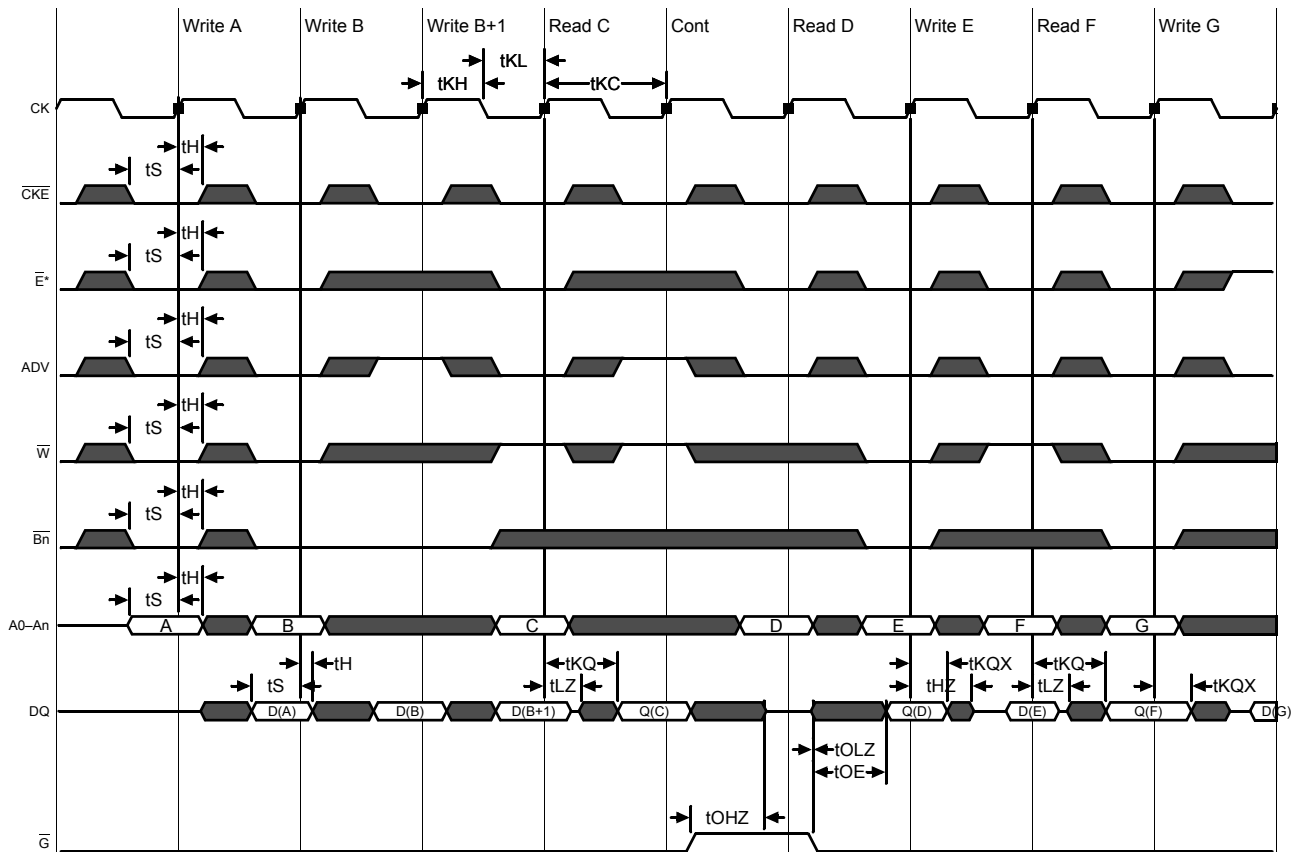 Write A Write B Write B+1 Read C Cont Read D Write E Read F Write G
tKL
tKH tKC
CK
tH
tS
CKE
tH
tS
E*
tH
tS
ADV
tH
tS
W
tH
tS
Bn
tH
tS
A0–An A B C D E F G
tH tKQ tKQX tKQ
tS tLZ tHZ tLZ tKQX
DQ D(A) D(B) D(B+1) Q(C) Q(D) D(E) Q(F) D(G)
tOLZ
tOE
tOHZ
G